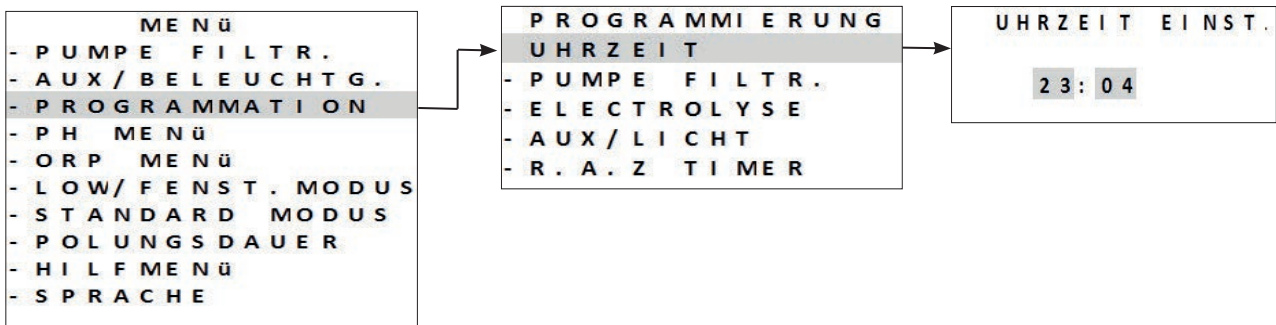 MENü
- PUMPE FILTR.
- AUX/BELEUCHTG.
- PROGRAMMATION
- PH MENü
- ORP MENü
- LOW/FENST. MODUS
- STANDARD MODUS
- POLUNGSDAUER
- HILFMENü
- SPRACHE
PROGRAMMIERUNG
UHRZEIT
- PUMPE FILTR.
- ELECTROLYSE
- AUX/LICHT
- R.A.Z TIMER
UHRZEIT EINST.
23:04